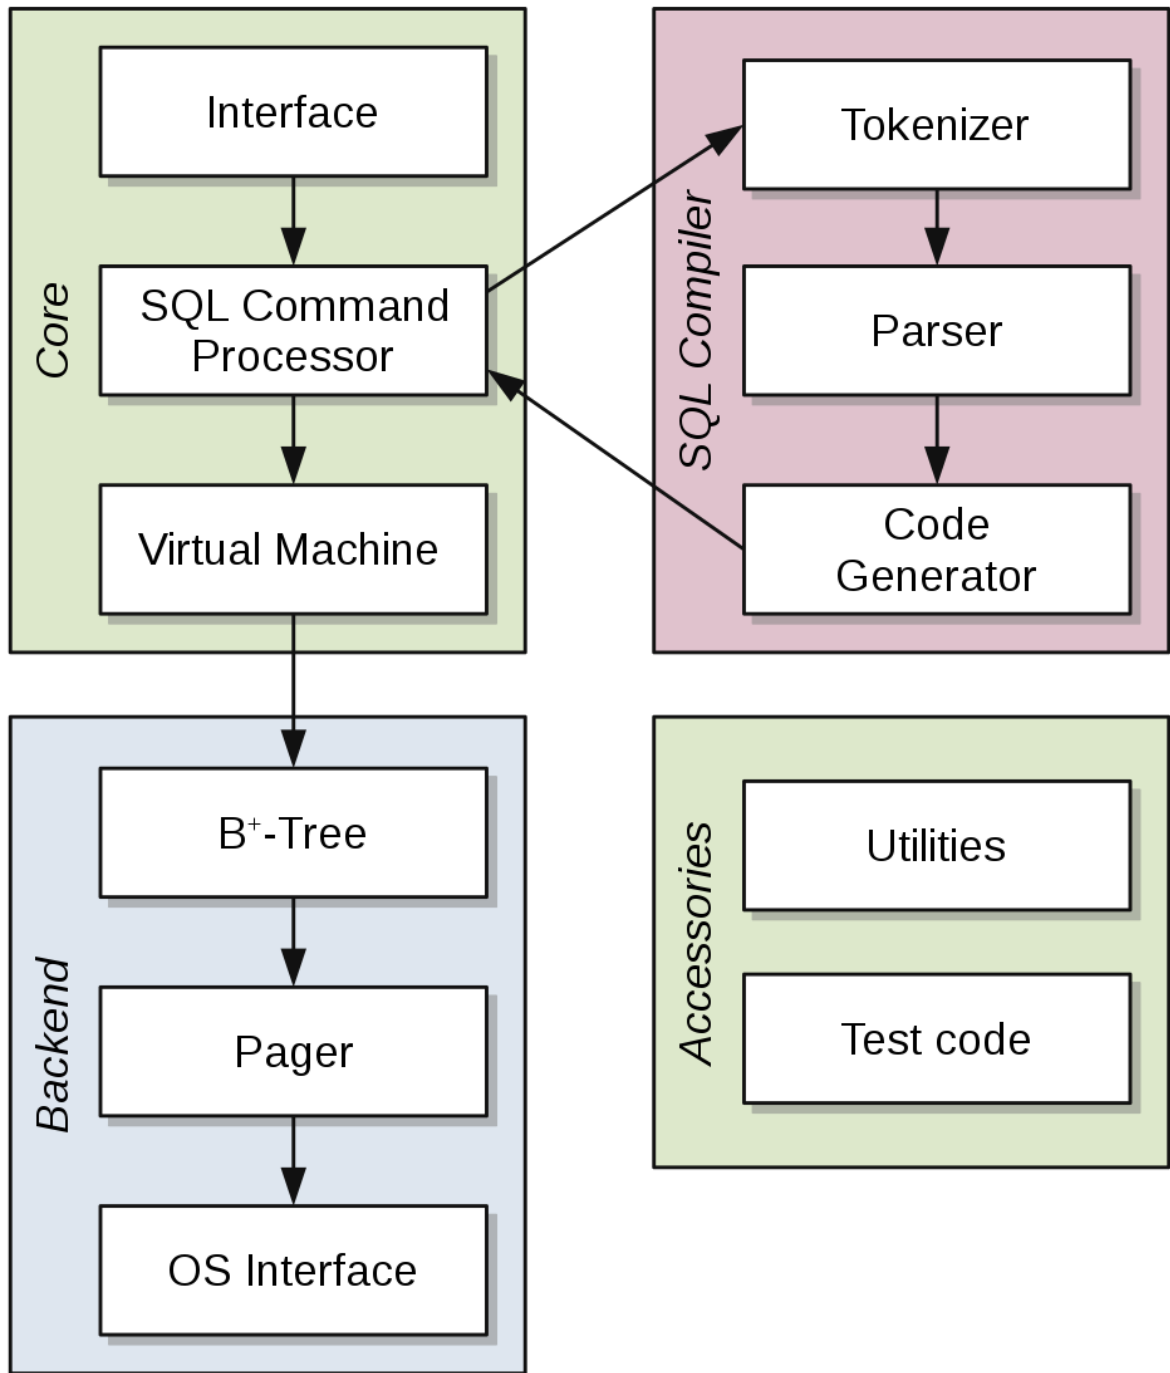 Core
Interface
SQL Command
Processor
Virtual Machine
SQL Compiler
Tokenizer
Parser
Code
Generator
Backend
B⁺-Tree
Pager
OS Interface
Accessories
Utilities
Test code